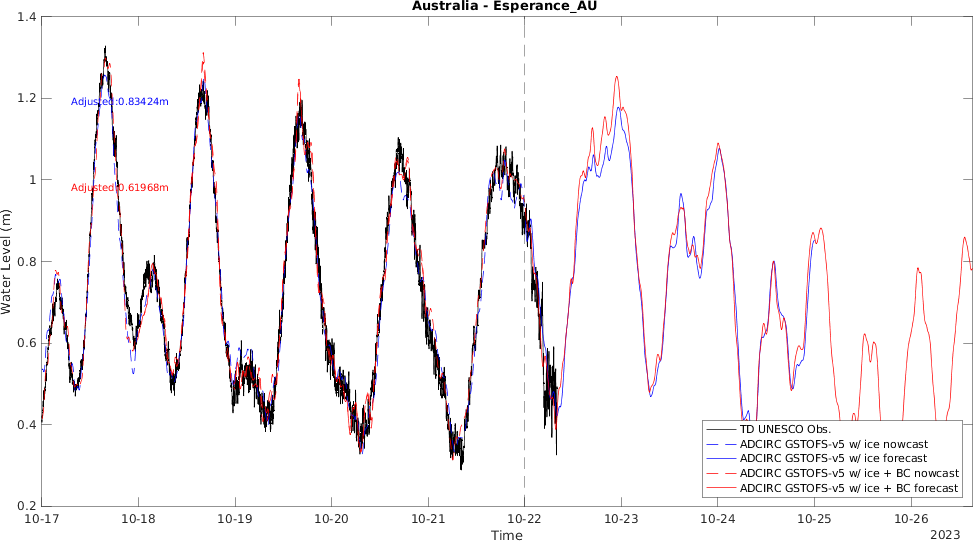 Australia - Esperance_AU
1.4
1.2
1
0.8
0.6
0.4
0.2
Water Level (m)
Adjusted:0.83424m
Adjusted:0.61968m
TD UNESCO Obs.
ADCIRC GSTOFS-v5 w/ ice nowcast
ADCIRC GSTOFS-v5 w/ ice forecast
ADCIRC GSTOFS-v5 w/ ice + BC nowcast
ADCIRC GSTOFS-v5 w/ ice + BC forecast
10-17 10-18 10-19 10-20 10-21 10-22 10-23 10-24 10-25 10-26
Time
2023